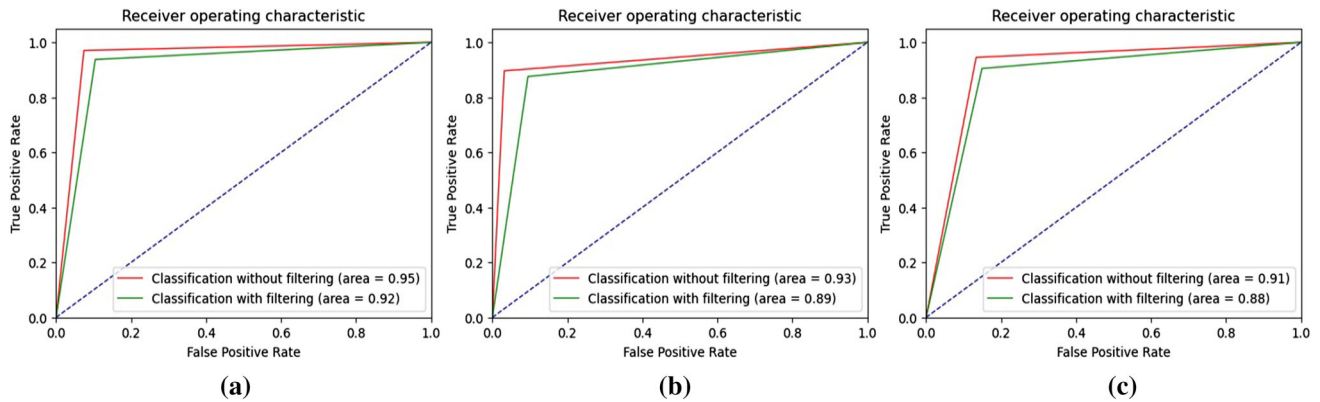 Receiver operating characteristic
1.0
0.8
0.6
0.4
0.2
0.0
True Positive Rate
Classification without filtering (area = 0.95)
Classification with filtering (area = 0.92)
0.0 0.2 0.4 0.6 0.8 1.0
False Positive Rate
(a)
Receiver operating characteristic
1.0
0.8
0.6
0.4
0.2
0.0
True Positive Rate
Classification without filtering (area = 0.93)
Classification with filtering (area = 0.89)
0.0 0.2 0.4 0.6 0.8 1.0
False Positive Rate
(b)
Receiver operating characteristic
1.0
0.8
0.6
0.4
0.2
0.0
True Positive Rate
Classification without filtering (area = 0.91)
Classification with filtering (area = 0.88)
0.0 0.2 0.4 0.6 0.8 1.0
False Positive Rate
(c)